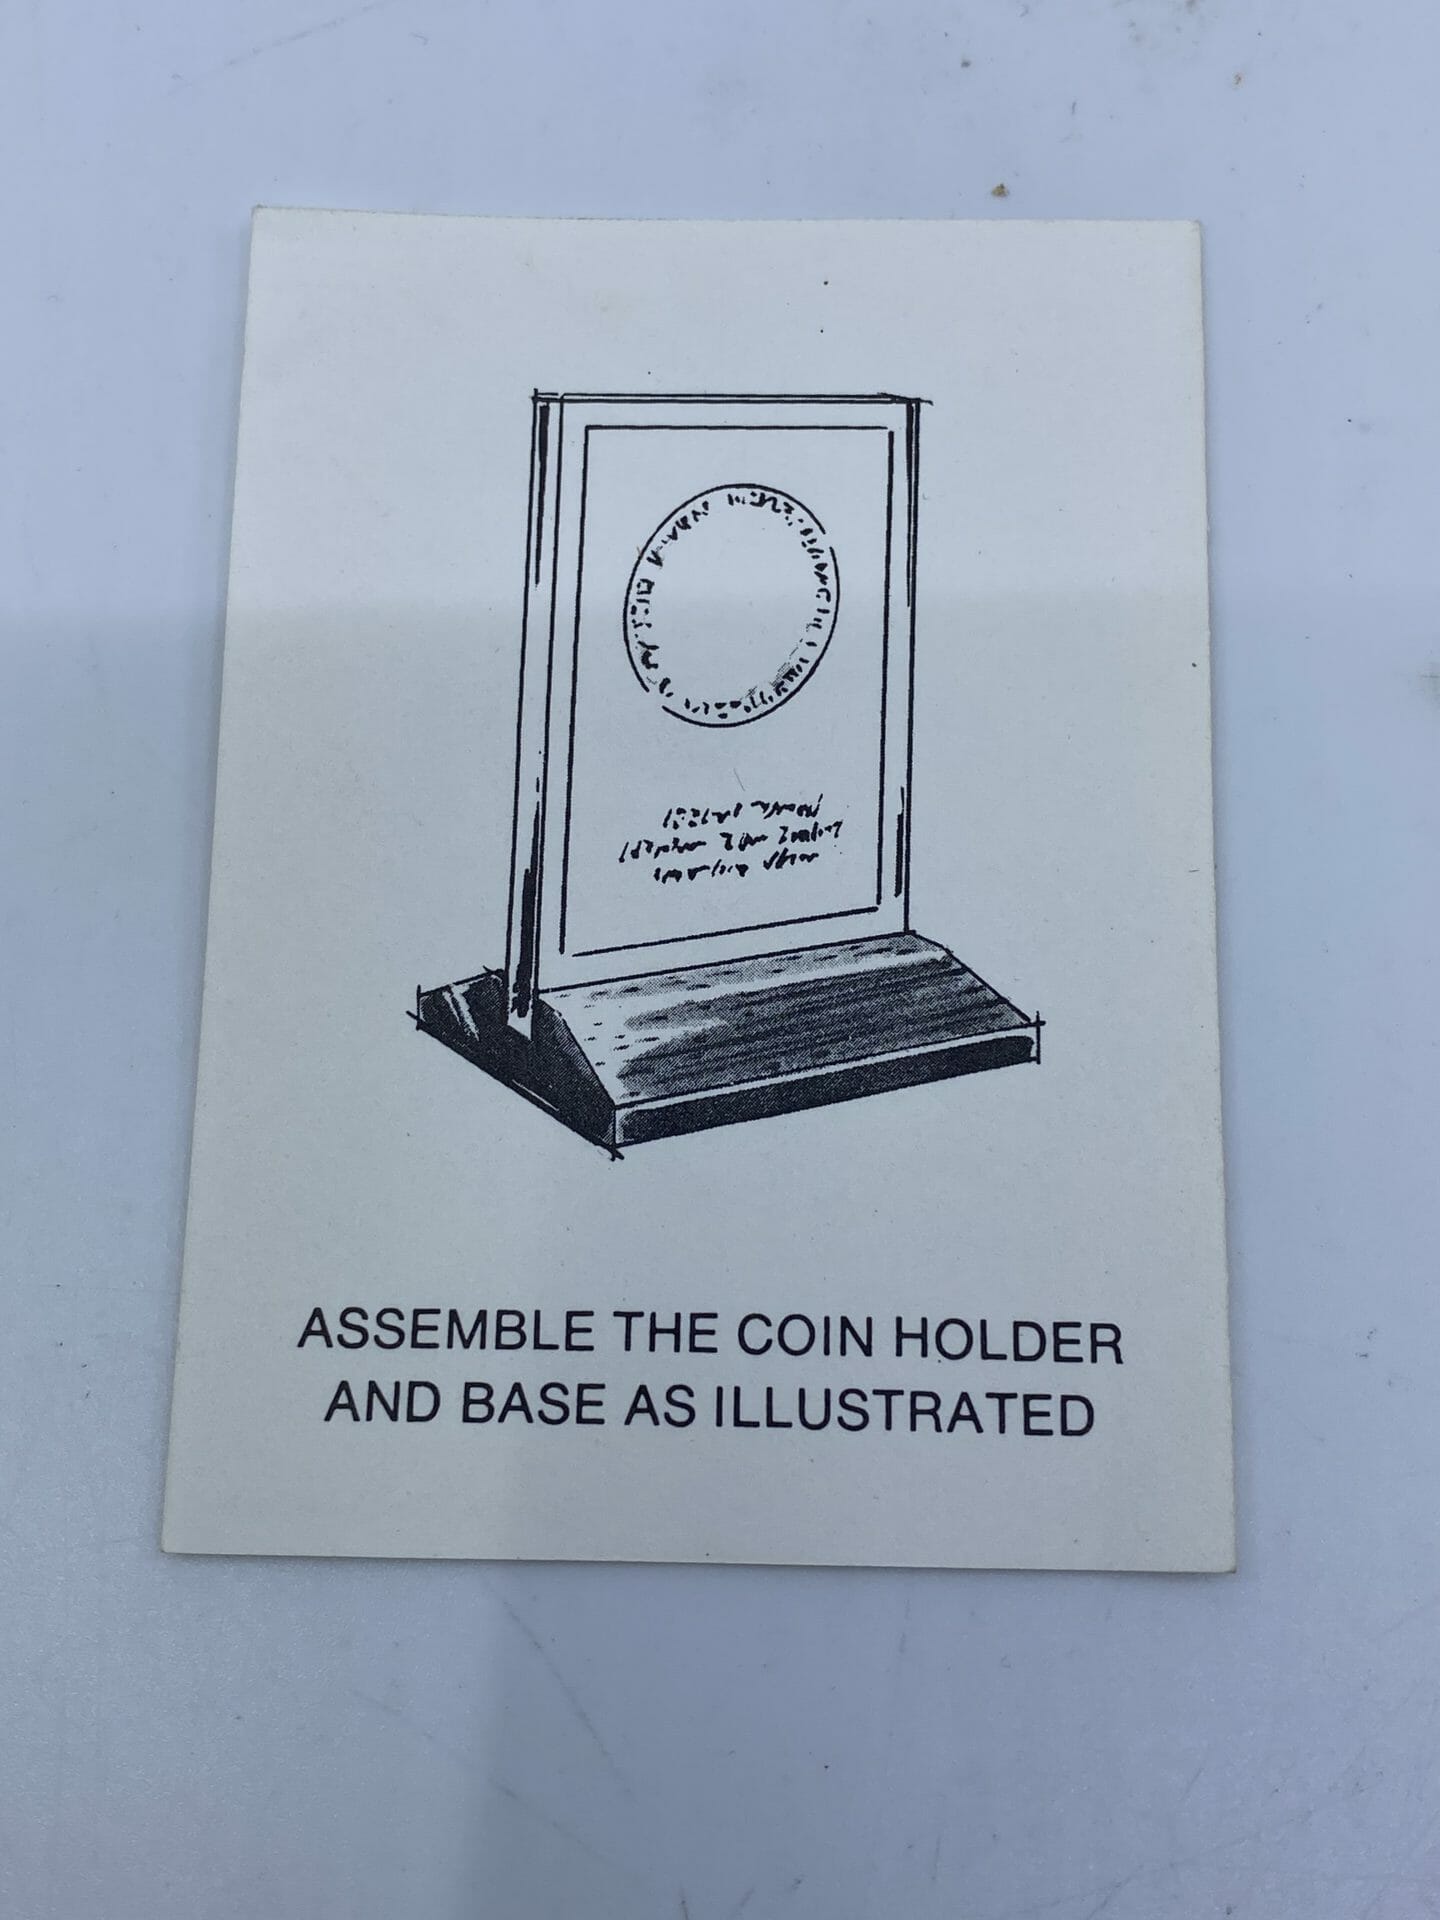 ASSEMBLE THE COIN HOLDER
AND BASE AS ILLUSTRATED